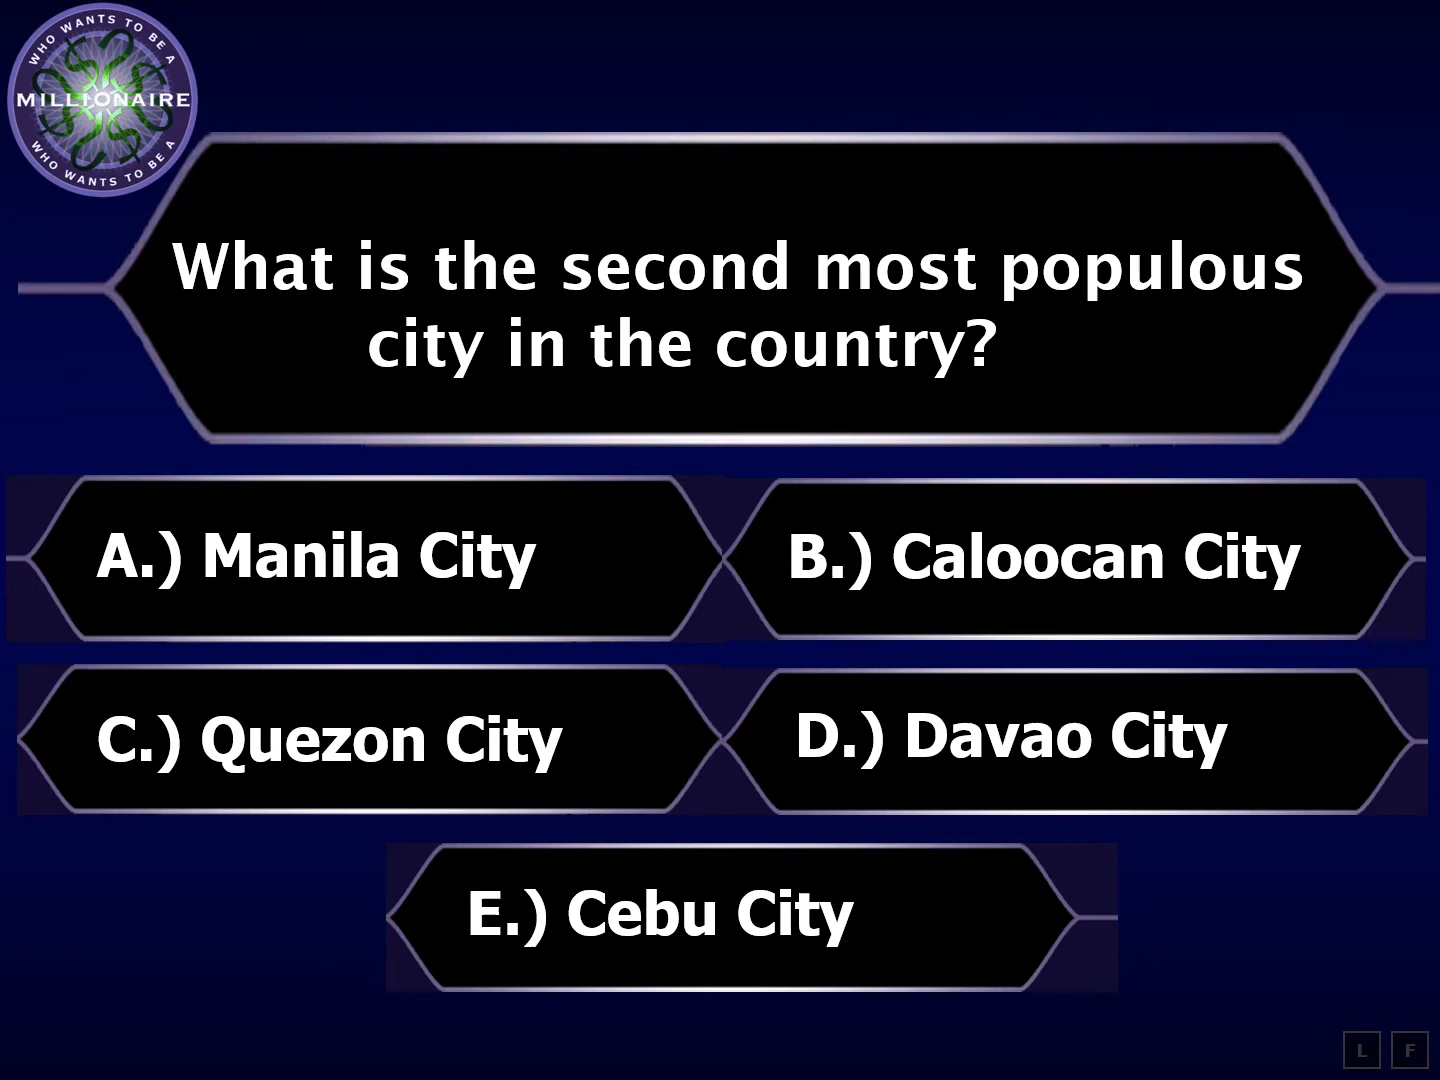 WHO WANTS TO BE A
MILLIONAIRE
WHO WANTS TO BE A
What is the second most populous
city in the country?
A.) Manila City
B.) Caloocan City
C.) Quezon City
D.) Davao City
E.) Cebu City
L F